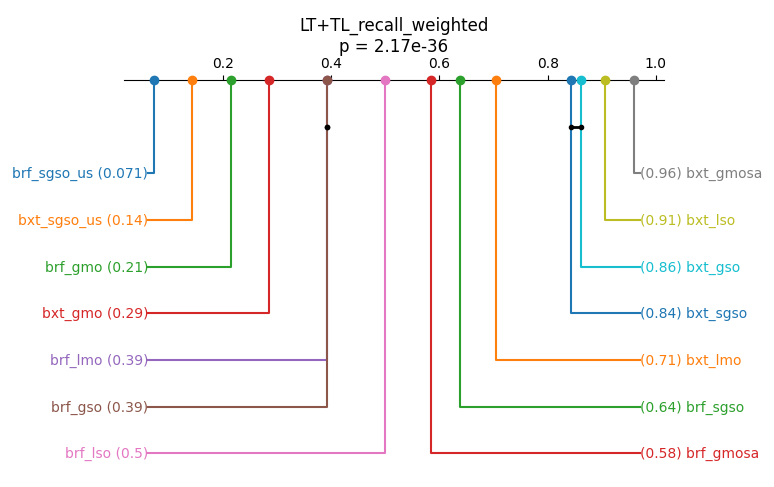 LT+TL_recall_weighted
p = 2.17e-36
0.2 0.4 0.6 0.8 1.0
brf_sgso_us (0.071) (0.96) bxt_gmosa
bxt_sgso_us (0.14) (0.91) bxt_lso
brf_gmo (0.21) (0.86) bxt_gso
bxt_gmo (0.29) (0.84) bxt_sgso
brf_lmo (0.39) (0.71) bxt_lmo
brf_gso (0.39) (0.64) brf_sgso
brf_lso (0.5) (0.58) brf_gmosa